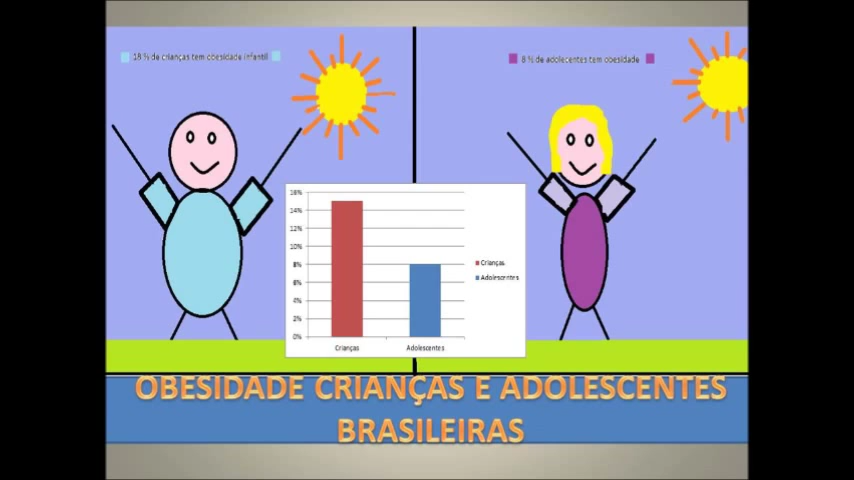 18 % de crianças tem obesidade infantil
8 % de adolecentes tem obesidade
16%
14%
12%
10%
8%
6%
4%
2%
0%
Crianças
Adolescentes
Crianças
Adolescentes
OBESIDADE CRIANÇAS E ADOLESCENTES
BRASILEIRAS